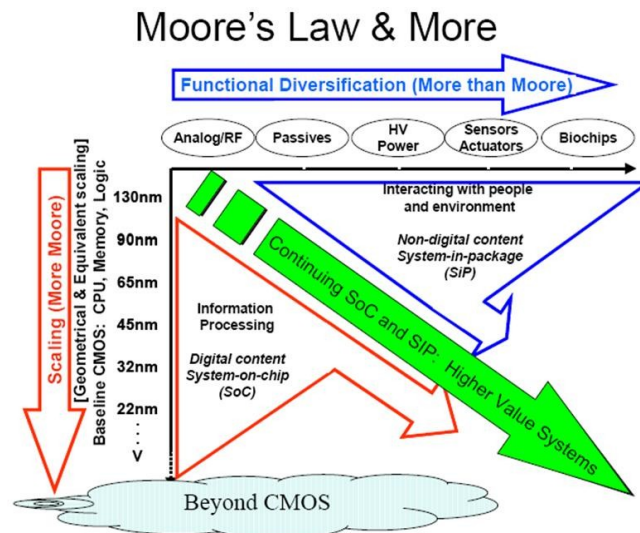 Moore's Law & More
Functional Diversification (More than Moore)
Analog/RF
Passives
HV
Power
Sensors
Actuators
Biochips
Scaling (More Moore)
[Geometrical & Equivalent scaling]
Baseline CMOS: CPU, Memory, Logic
130nm
90nm
65nm
45nm
32nm
22nm
.
.
.
V
Interacting with people
and environment
Non-digital content
System-in-package
(SiP)
Continuing SoC and SIP: Higher Value Systems
Information
Processing
Digital content
System-on-chip
(SoC)
Beyond CMOS